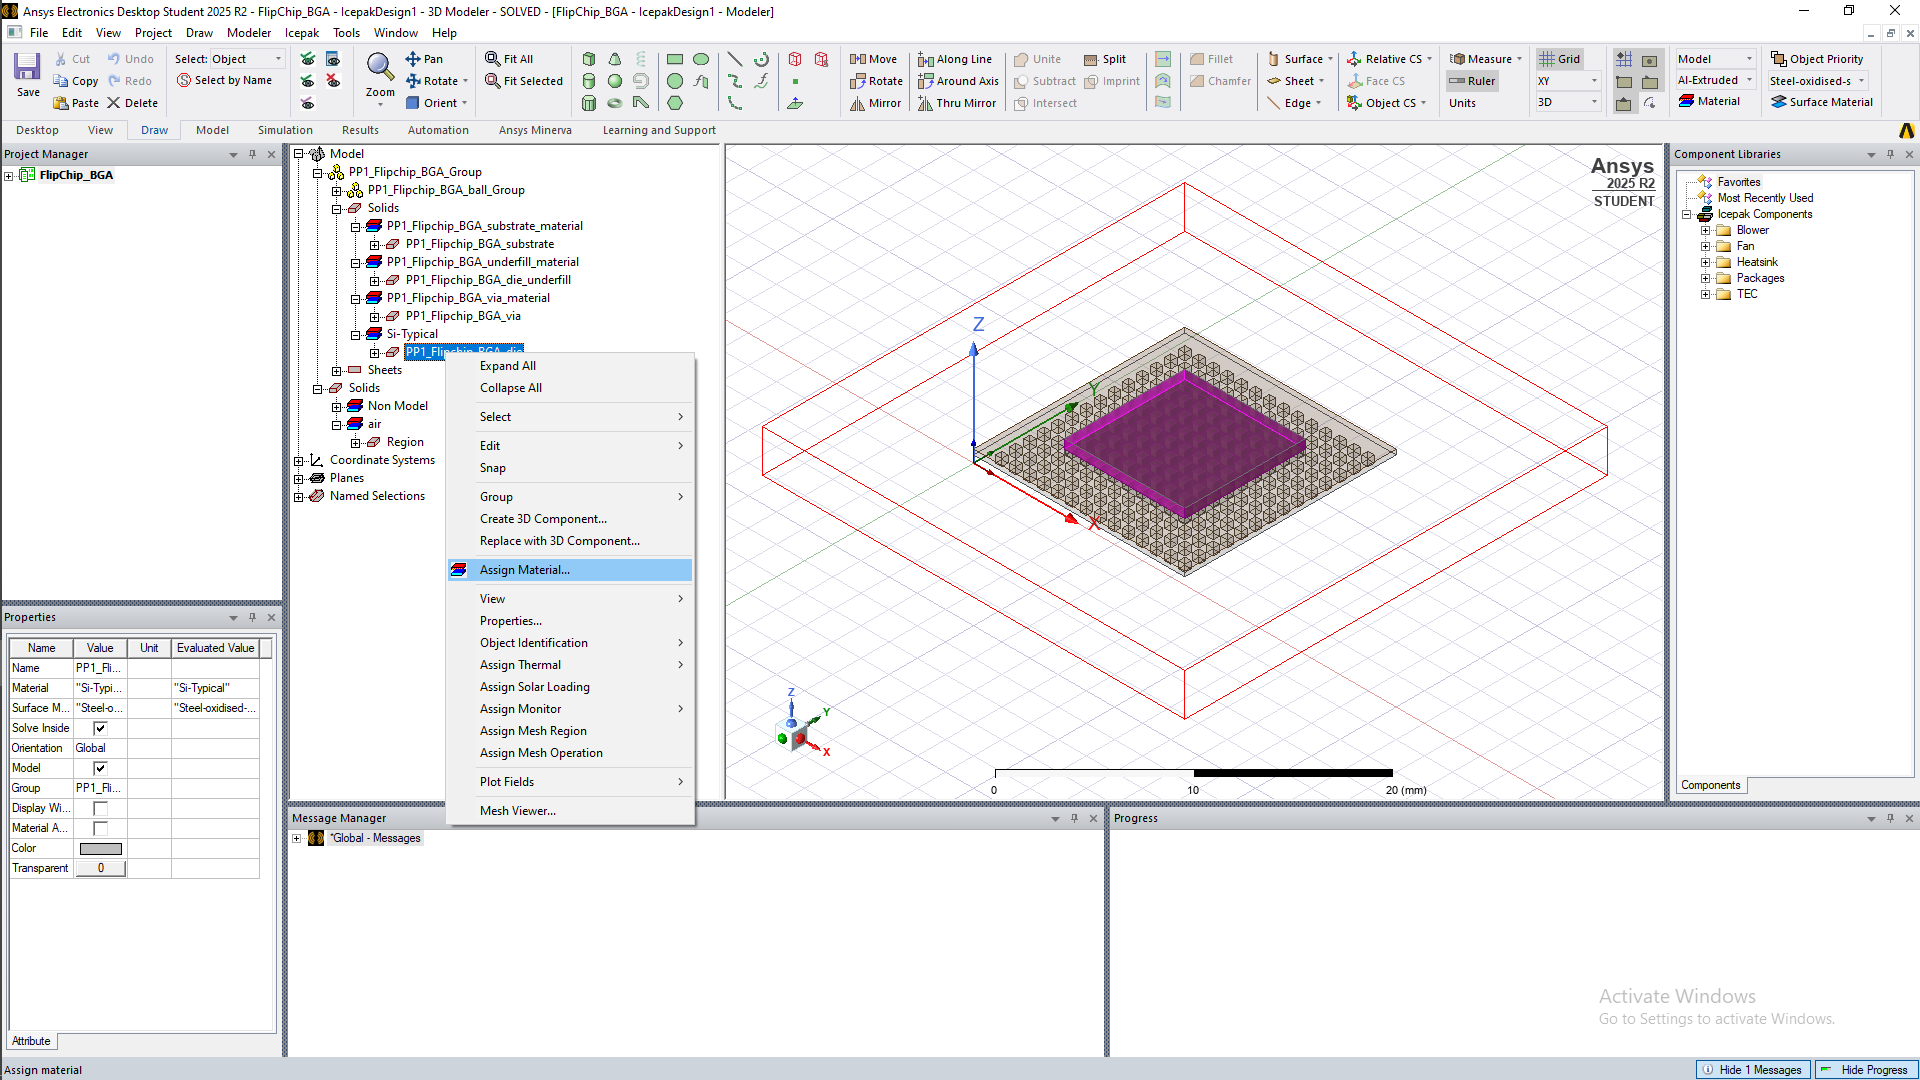 Ansys Electronics Desktop Student 2025 R2 - FlipChip_BGA - IcepakDesign1 - 3D Modeler - SOLVED - [FlipChip_BGA - IcepakDesign1 - Modeler]
File Edit View Project Draw Modeler Icepak Tools Window Help
Save
Cut
Copy
Paste
Undo
Redo
Delete
Select: Object
Select by Name
Zoom
Pan
Rotate
Orient
Fit All
Fit Selected
Move
Rotate
Mirror
Along Line
Around Axis
Thru Mirror
Unite
Subtract
Intersect
Split
Imprint
Fillet
Chamfer
Surface
Sheet
Edge
Relative CS
Face CS
Object CS
Measure
Ruler
Units
Grid
XY
3D
Model
Al-Extruded
Material
Object Priority
Steel-oxidised-s
Surface Material
Desktop View Draw Model Simulation Results Automation Ansys Minerva Learning and Support
Project Manager
FlipChip_BGA
Model
PP1_Flipchip_BGA_Group
PP1_Flipchip_BGA_ball_Group
Solids
PP1_Flipchip_BGA_substrate_material
PP1_Flipchip_BGA_substrate
PP1_Flipchip_BGA_underfill_material
PP1_Flipchip_BGA_die_underfill
PP1_Flipchip_BGA_via_material
PP1_Flipchip_BGA_via
Si-Typical
PP1_Flipchip_BGA_die
Sheets
Solids
Non Model
air
Region
Coordinate Systems
Planes
Named Selections
Expand All
Collapse All
Select
Edit
Snap
Group
Create 3D Component...
Replace with 3D Component...
Assign Material...
View
Properties...
Object Identification
Assign Thermal
Assign Solar Loading
Assign Monitor
Assign Mesh Region
Assign Mesh Operation
Plot Fields
Mesh Viewer...
Ansys
2025 R2
STUDENT
Z
Y
X
Z
Y
X
0 10 20 (mm)
Component Libraries
Favorites
Most Recently Used
Icepak Components
Blower
Fan
Heatsink
Packages
TEC
Components
Properties
Name Value Unit Evaluated Value
Name PP1_Fli...
Material "Si-Typi... "Si-Typical"
Surface M... "Steel-o... "Steel-oxidised-...
Solve Inside
Orientation Global
Model
Group PP1_Fli...
Display Wi...
Material A...
Color
Transparent 0
Attribute
Message Manager
*Global - Messages
Progress
Activate Windows
Go to Settings to activate Windows.
Assign material
Hide 1 Messages
Hide Progress